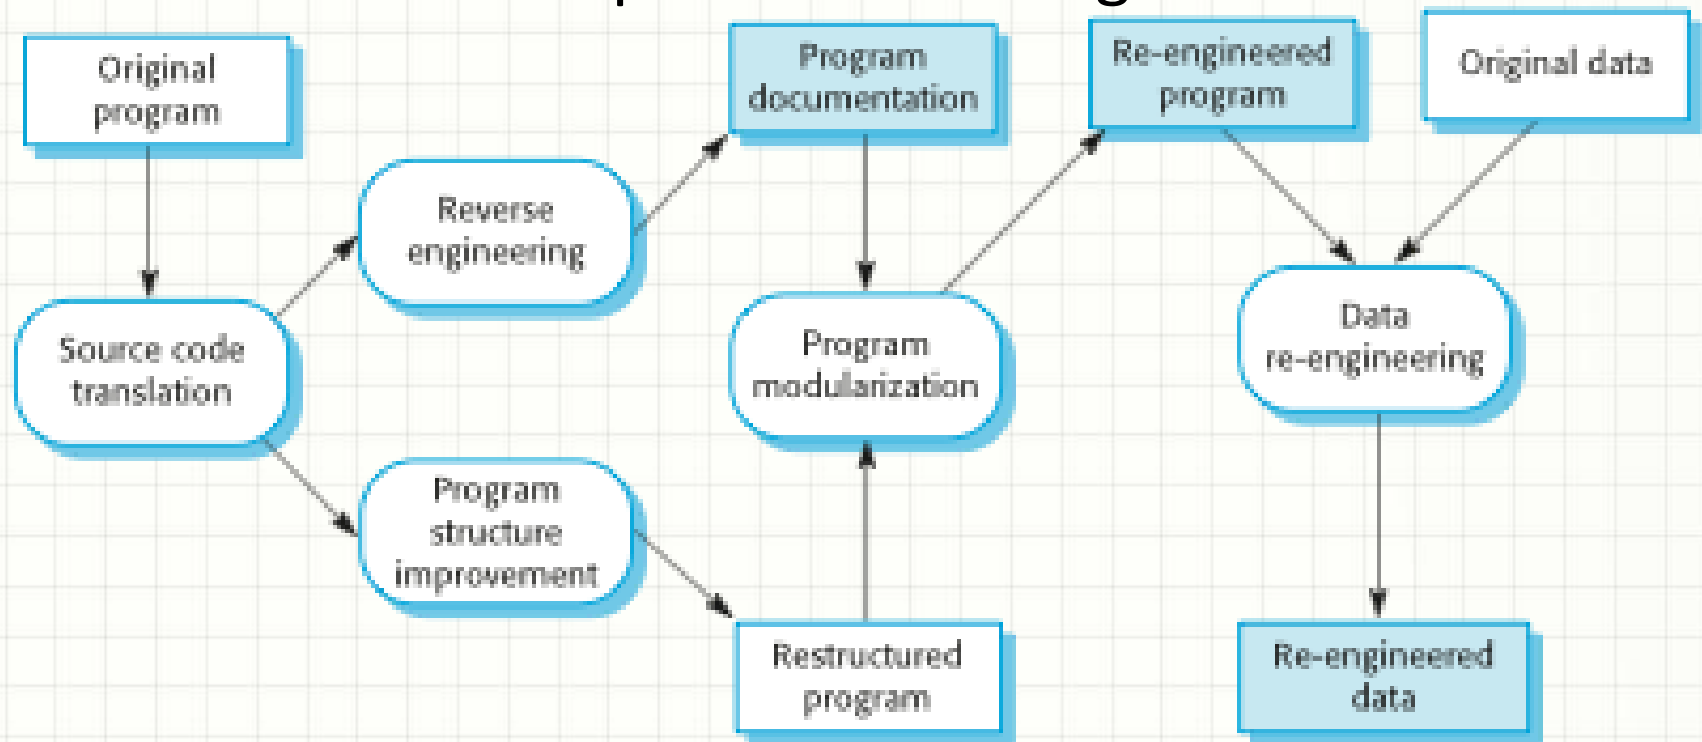 Original
program
Program
documentation
Re-engineered
program
Original data
Reverse
engineering
Source code
translation
Program
modularization
Data
re-engineering
Program
structure
improvement
Restructured
program
Re-engineered
data